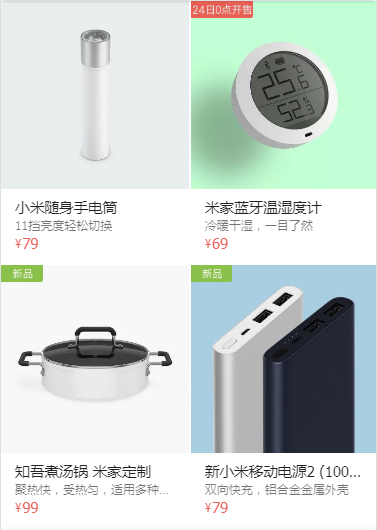 24日0点开售
25.7
52%
小米随身手电筒
11挡亮度轻松切换
¥79
米家蓝牙温湿度计
冷暖干湿，一目了然
¥69
新品
新品
知吾煮汤锅 米家定制
聚热快，受热匀，适用多种...
¥99
新小米移动电源2 (100...
双向快充，铝合金金属外壳
¥79